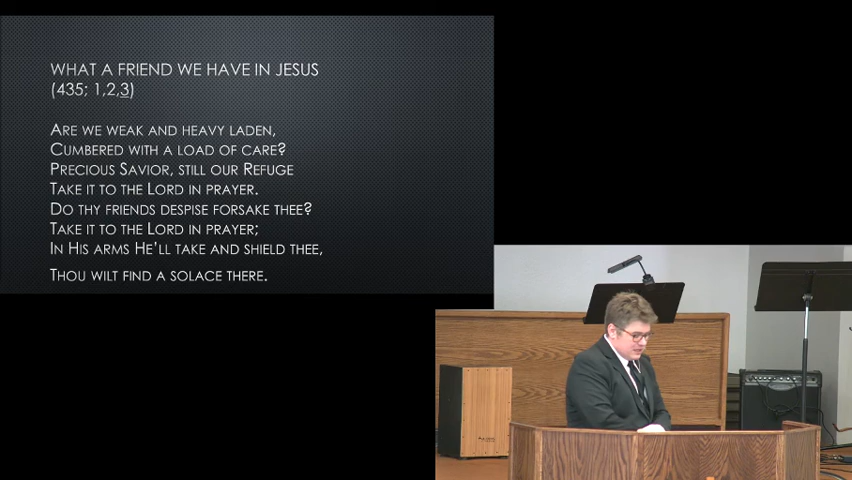 WHAT A FRIEND WE HAVE IN JESUS
(435; 1,2,3)
ARE WE WEAK AND HEAVY LADEN,
CUMBERED WITH A LOAD OF CARE?
PRECIOUS SAVIOR, STILL OUR REFUGE
TAKE IT TO THE LORD IN PRAYER.
DO THY FRIENDS DESPISE FORSAKE THEE?
TAKE IT TO THE LORD IN PRAYER;
IN HIS ARMS HE'LL TAKE AND SHIELD THEE,
THOU WILT FIND A SOLACE THERE.